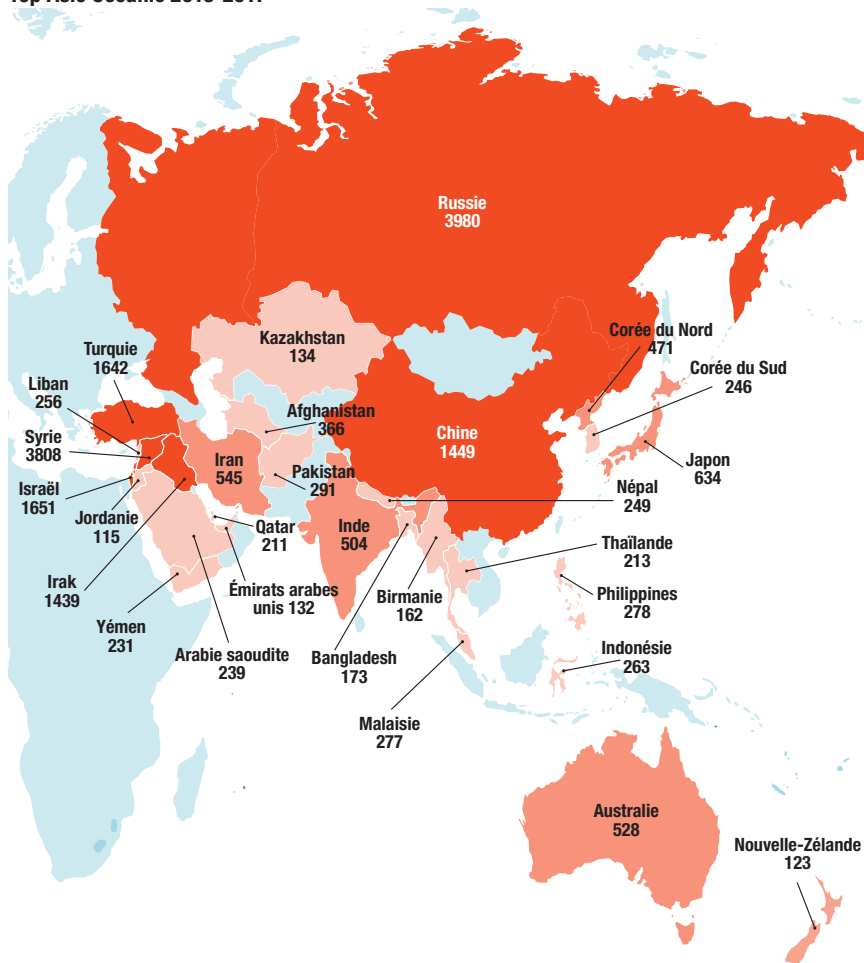 Russie
3980
Kazakhstan
134
Corée du Nord
471
Turquie
1642
Corée du Sud
246
Liban
256
Afghanistan
366
Chine
1449
Syrie
3808
Iran
545
Japon
634
Pakistan
291
Israël
1651
Népal
249
Jordanie
115
Qatar
211
Inde
504
Thaïlande
213
Irak
1439
Émirats arabes
unis 132
Birmanie
162
Philippines
278
Yémen
231
Arabie saoudite
239
Bangladesh
173
Indonésie
263
Malaisie
277
Australie
528
Nouvelle-Zélande
123